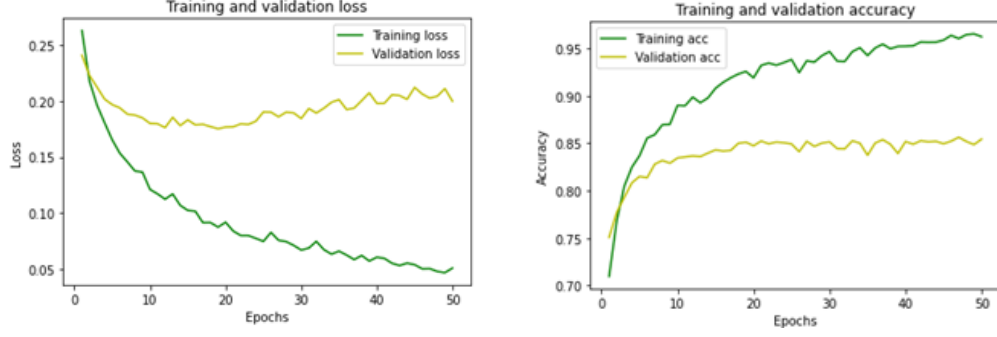 Training and validation loss
Training loss
Validation loss
0.25
0.20
0.15
0.10
0.05
Loss
0 10 20 30 40 50
Epochs
Training and validation accuracy
Training acc
Validation acc
0.95
0.90
0.85
0.80
0.75
0.70
Accuracy
0 10 20 30 40 50
Epochs